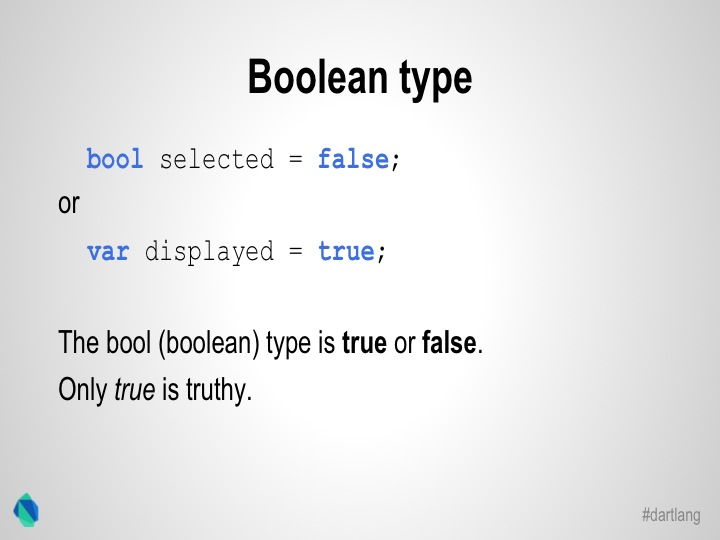 Boolean type
bool selected = false;
or
var displayed = true;
The bool (boolean) type is true or false.
Only true is truthy.
#dartlang